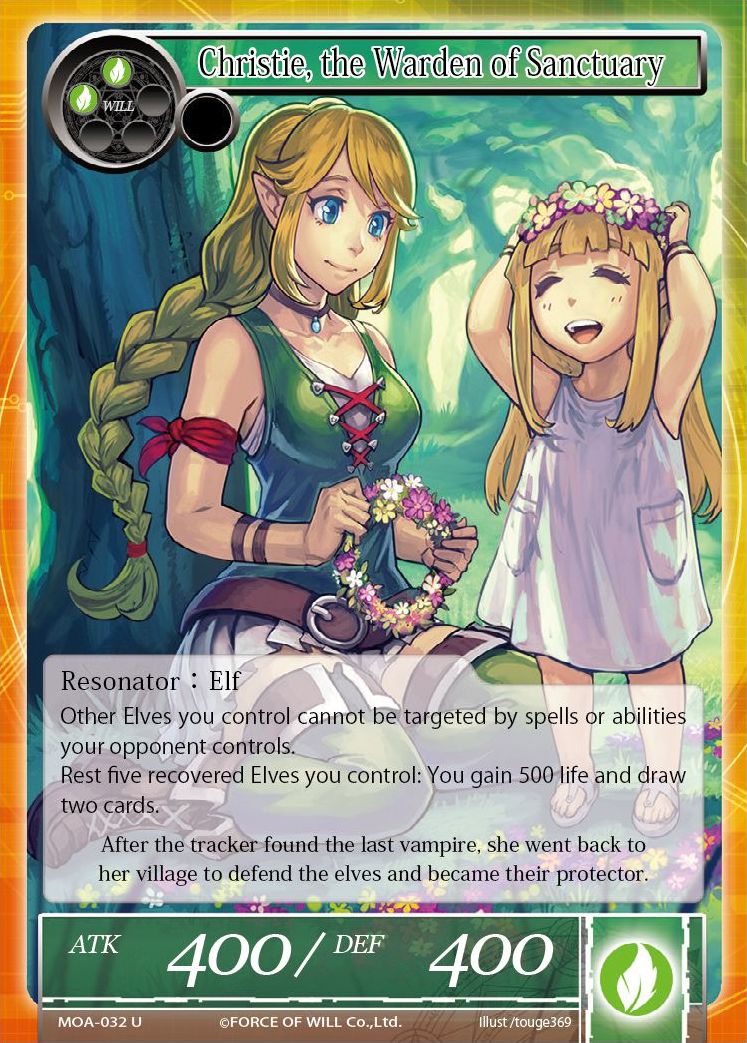 Christie, the Warden of Sanctuary
WILL
Resonator : Elf
Other Elves you control cannot be targeted by spells or abilities
your opponent controls.
Rest five recovered Elves you control: You gain 500 life and draw
two cards.
After the tracker found the last vampire, she went back to
her village to defend the elves and became their protector.
ATK 400 / DEF 400
MOA-032 U ©FORCE OF WILL Co.,Ltd. Illust /touge369